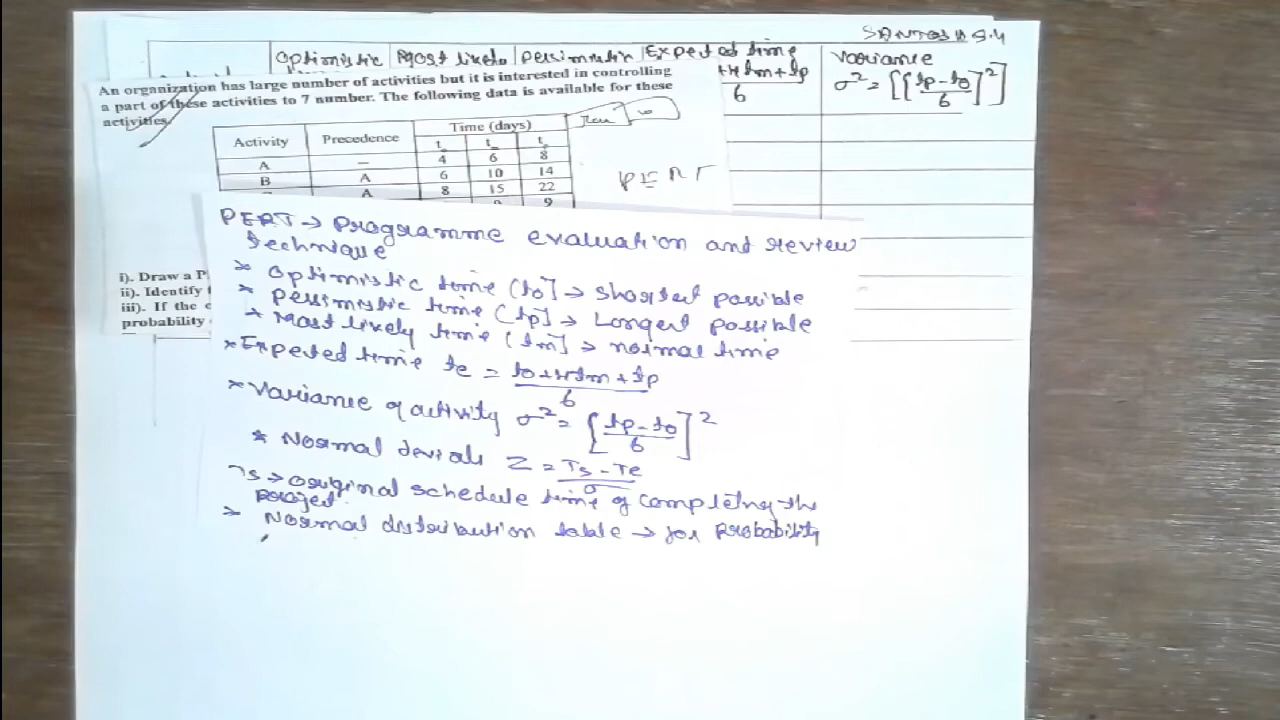 SANTOSH S.Y
Optimistic Most likely pessimistic Expected time Variance
+4 tm + tp
6
σ² = [[tp - to / 6]²]
An organization has large number of activities but it is interested in controlling
a part of these activities to 7 number. The following data is available for these
activities.
Activity Precedence Time (days)
t t t
A – 4 6 8
B A 6 10 14
A 8 15 22
9
PERT
i). Draw a P
ii). Identify
iii). If the
probability
PERT → Programme evaluation and review
technique
* Optimistic time (to] → shortest possible
* pessimistic time [tp] → Longest possible
* Most likely time [tm] → normal time
* Expected time te = to + 4tm + tp / 6
* Variance of activity σ² = [tp - to / 6]²
* Normal deviate Z = Ts - Te / σ
Ts → original schedule time of completing the
project.
* Normal distribution table → for probability